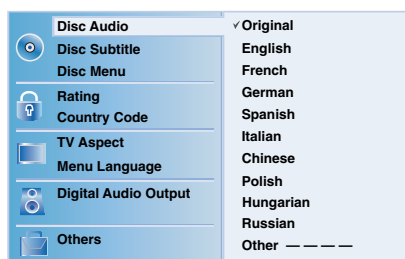 Disc Audio
Disc Subtitle
Disc Menu
Rating
Country Code
TV Aspect
Menu Language
Digital Audio Output
Others
✓Original
English
French
German
Spanish
Italian
Chinese
Polish
Hungarian
Russian
Other — — — —